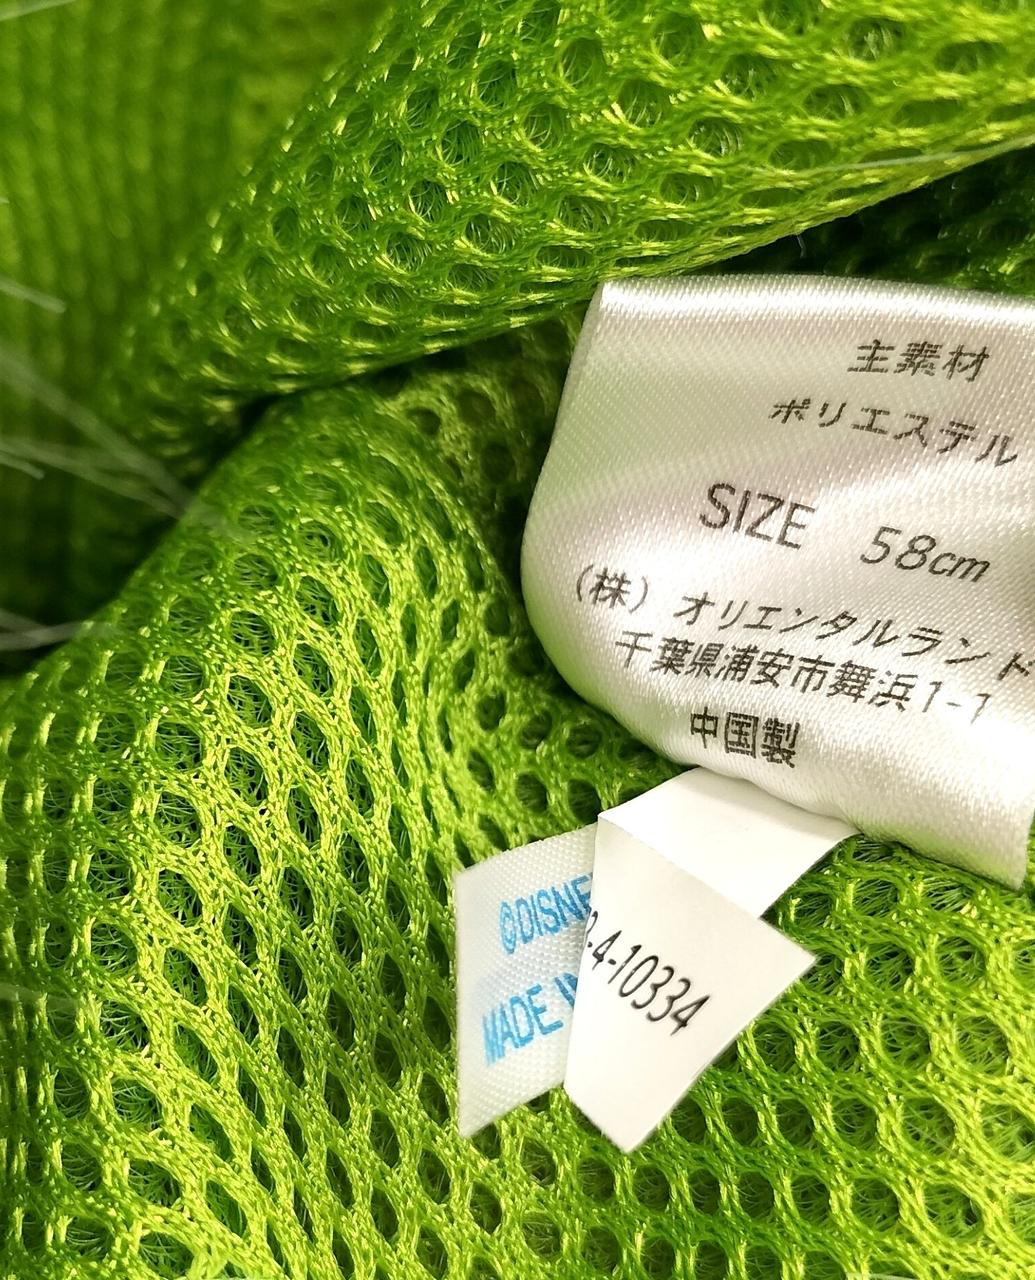 主素材
ポリエステル
SIZE 58cm
(株) オリエンタルランド
千葉県浦安市舞浜1-1
中国製
©DISNE
MADE IN
-4-10334